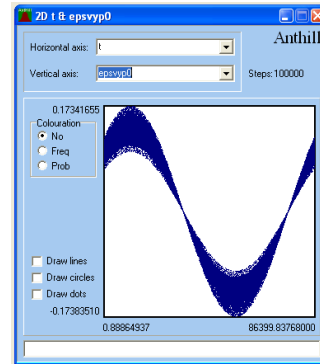 2D t & epsvyp0
Anthill
Horizontal axis: t
Vertical axis: epsvyp0
Steps: 100000
0.17341655
Colouration
No
Freq
Prob
Draw lines
Draw circles
Draw dots
-0.17383510
0.88864937 86399.83768000